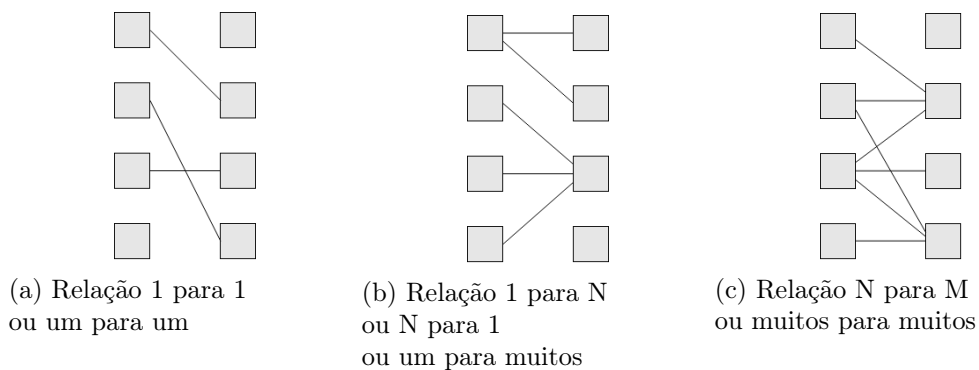 (a) Relação 1 para 1
ou um para um
(b) Relação 1 para N
ou N para 1
ou um para muitos
(c) Relação N para M
ou muitos para muitos